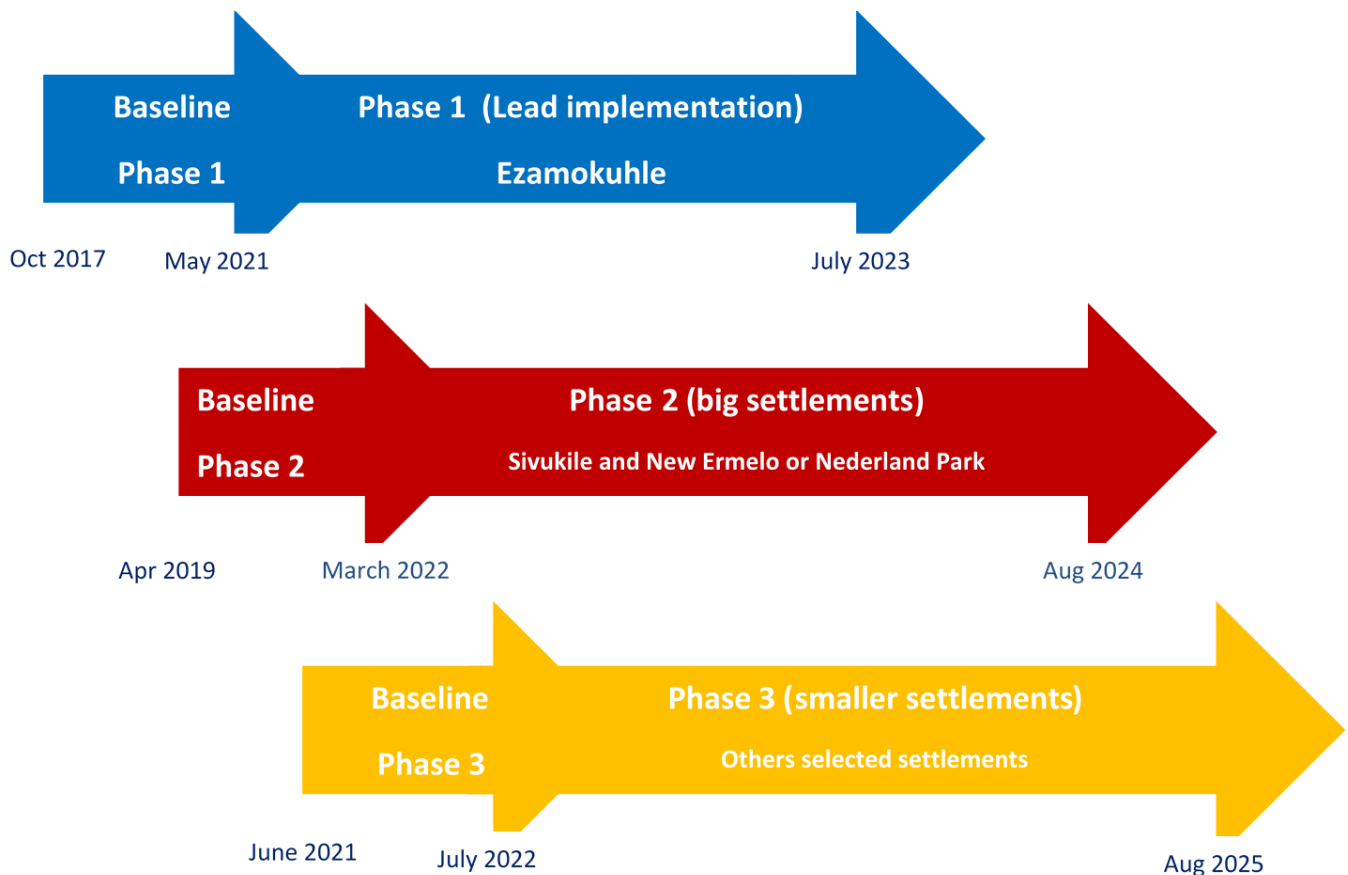 Baseline
Phase 1 (Lead implementation)
Phase 1
Ezamokuhle
Oct 2017
May 2021
July 2023
Baseline
Phase 2 (big settlements)
Phase 2
Sivukile and New Ermelo or Nederland Park
Apr 2019
March 2022
Aug 2024
Baseline
Phase 3 (smaller settlements)
Phase 3
Others selected settlements
June 2021
July 2022
Aug 2025